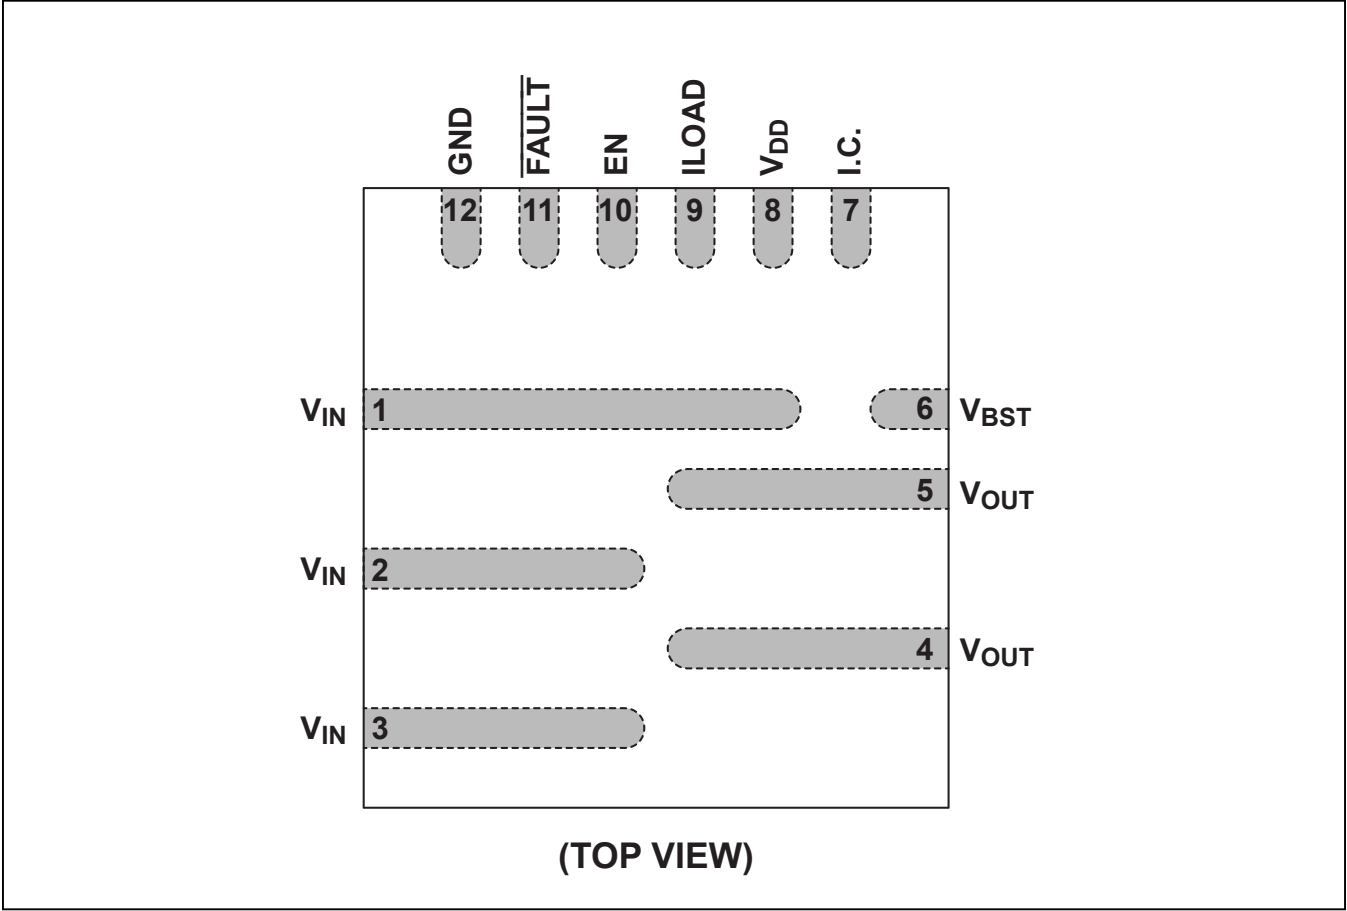 GND
FAULT
EN
ILOAD
VDD
I.C.
12 11 10 9 8 7
VIN 1 6 VBST
5 VOUT
VIN 2
4 VOUT
VIN 3
(TOP VIEW)